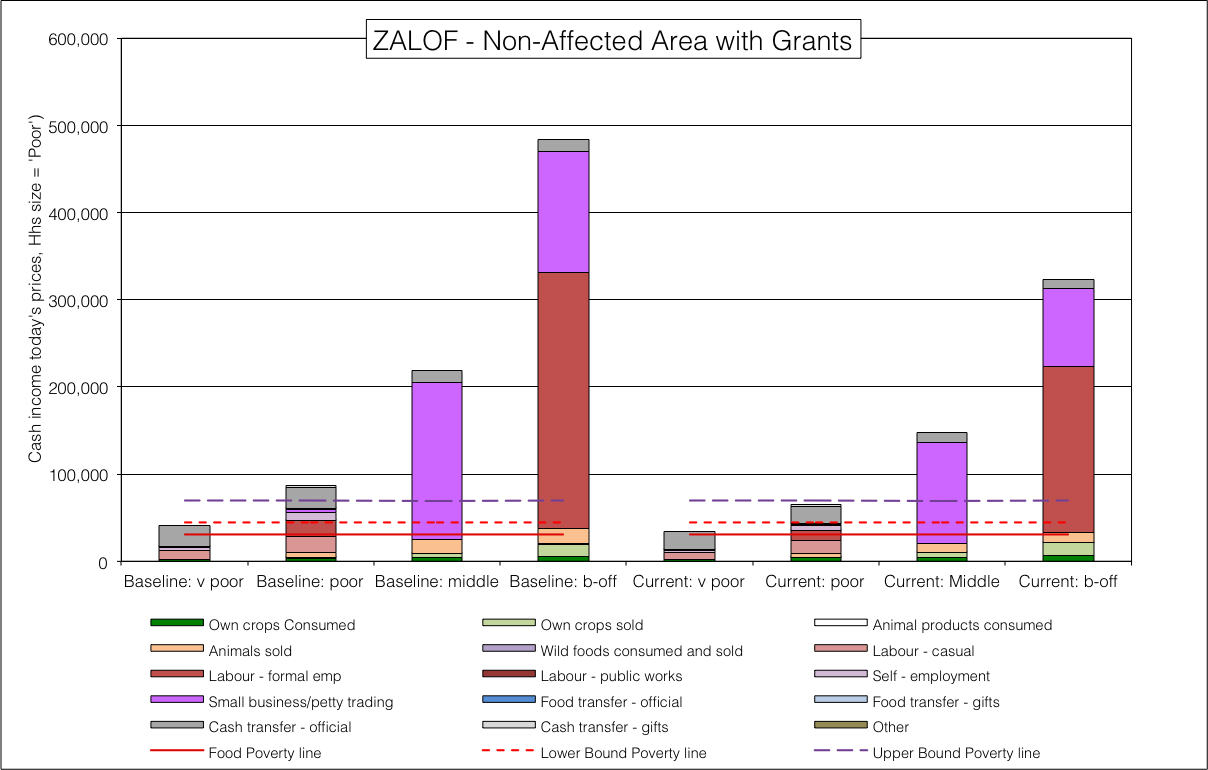 ZALOF - Non-Affected Area with Grants
Cash income today's prices, Hhs size = 'Poor')
600,000
500,000
400,000
300,000
200,000
100,000
0
Baseline: v poor Baseline: poor Baseline: middle Baseline: b-off Current: v poor Current: poor Current: Middle Current: b-off
Own crops Consumed Own crops sold Animal products consumed
Animals sold Wild foods consumed and sold Labour - casual
Labour - formal emp Labour - public works Self - employment
Small business/petty trading Food transfer - official Food transfer - gifts
Cash transfer - official Cash transfer - gifts Other
Food Poverty line Lower Bound Poverty line Upper Bound Poverty line